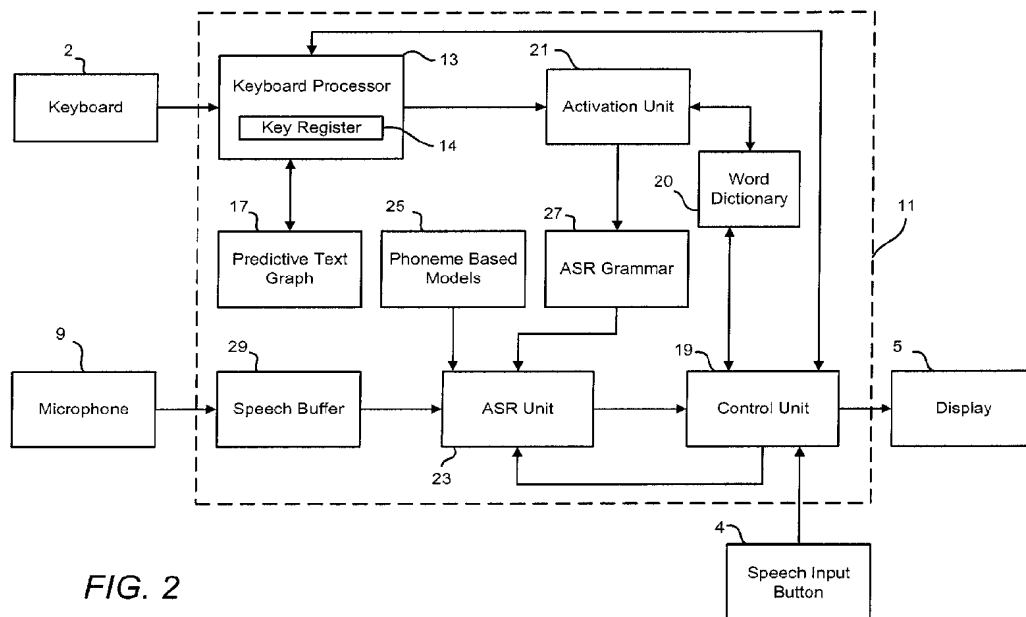 2
Keyboard
13
Keyboard Processor
Key Register
14
21
Activation Unit
20
Word
Dictionary
11
17
Predictive Text
Graph
25
Phoneme Based
Models
27
ASR Grammar
9
Microphone
29
Speech Buffer
ASR Unit
23
19
Control Unit
5
Display
4
Speech Input
Button
FIG. 2